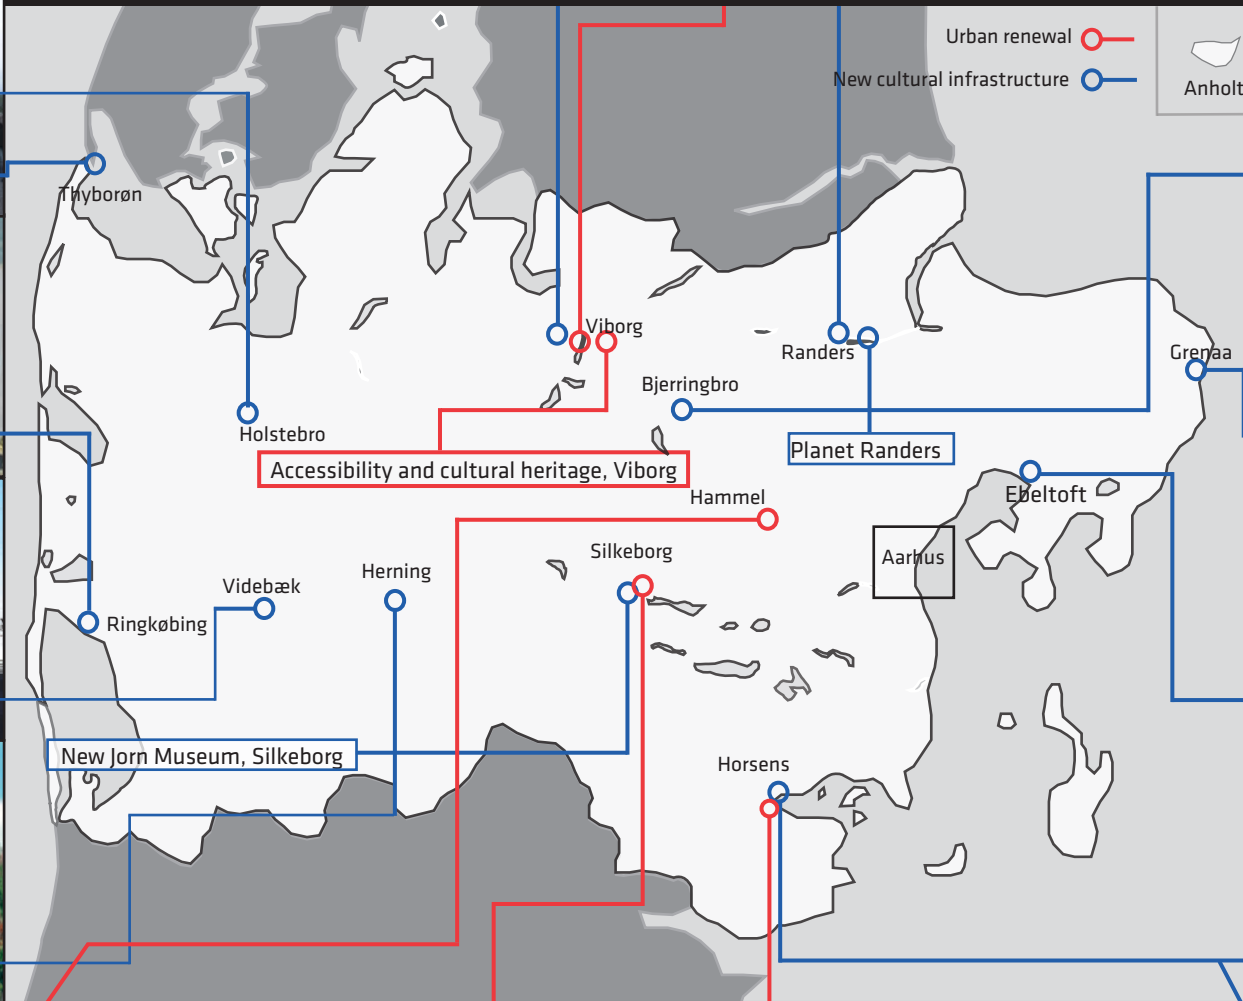 Urban renewal
New cultural infrastructure
Anholt
Thyborøn
Viborg
Randers
Grenaa
Bjerringbro
Holstebro
Planet Randers
Accessibility and cultural heritage, Viborg
Hammel
Ebeltoft
Silkeborg
Aarhus
Herning
Videbæk
Ringkøbing
New Jorn Museum, Silkeborg
Horsens